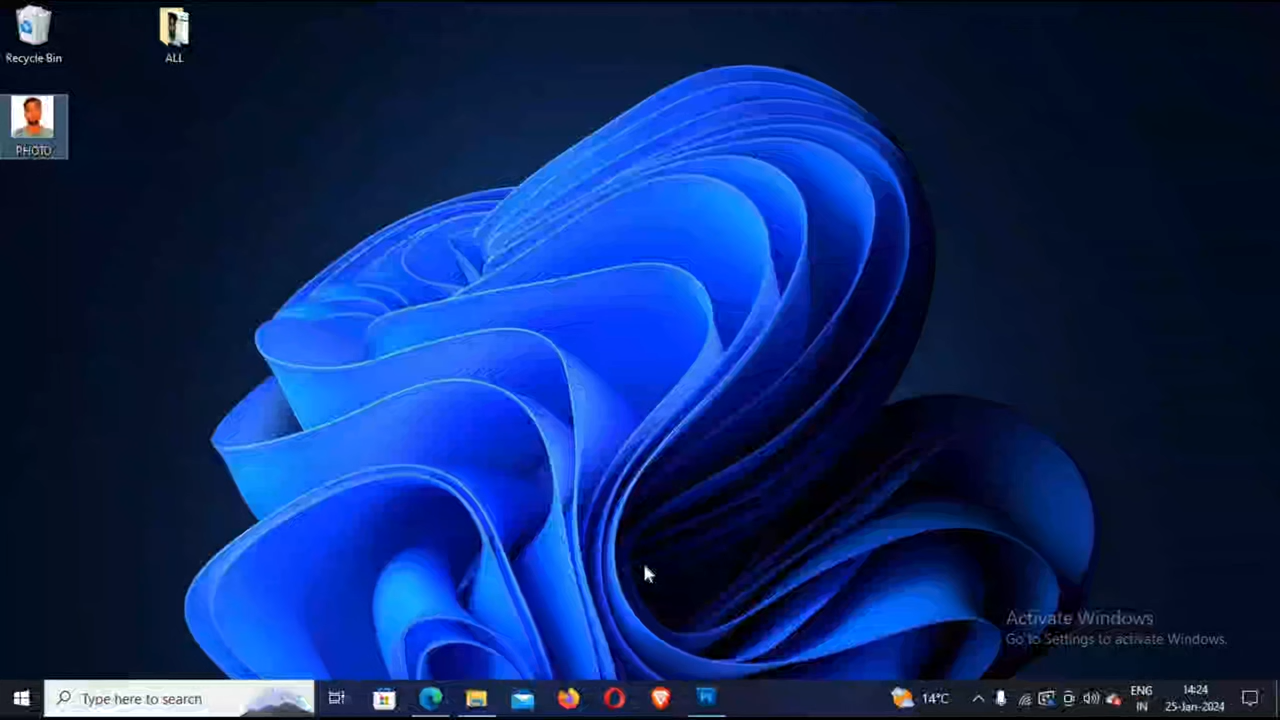 Recycle Bin
ALL
PHOTO
Activate Windows
Go to Settings to activate Windows.
Type here to search
14°C
ENG
IN
14:24
25-Jan-2024